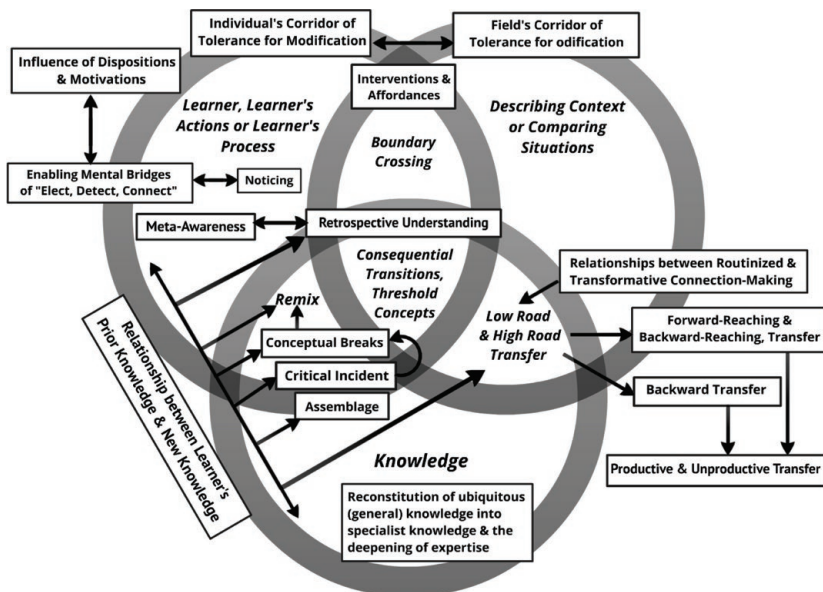 Individual's Corridor of
Tolerance for Modification
Field's Corridor of
Tolerance for odification
Influence of Dispositions
& Motivations
Interventions &
Affordances
Learner, Learner's
Actions or Learner's
Process
Describing Context
or Comparing
Situations
Boundary
Crossing
Enabling Mental Bridges
of "Elect, Detect, Connect"
Noticing
Meta-Awareness
Retrospective Understanding
Consequential
Transitions,
Threshold
Concepts
Relationships between Routinized &
Transformative Connection-Making
Remix
Low Road
& High Road
Transfer
Forward-Reaching &
Backward-Reaching, Transfer
Conceptual Breaks
Critical Incident
Assemblage
Backward Transfer
Relationship between Learner's
Prior Knowledge & New Knowledge
Knowledge
Productive & Unproductive Transfer
Reconstitution of ubiquitous
(general) knowledge into
specialist knowledge & the
deepening of expertise